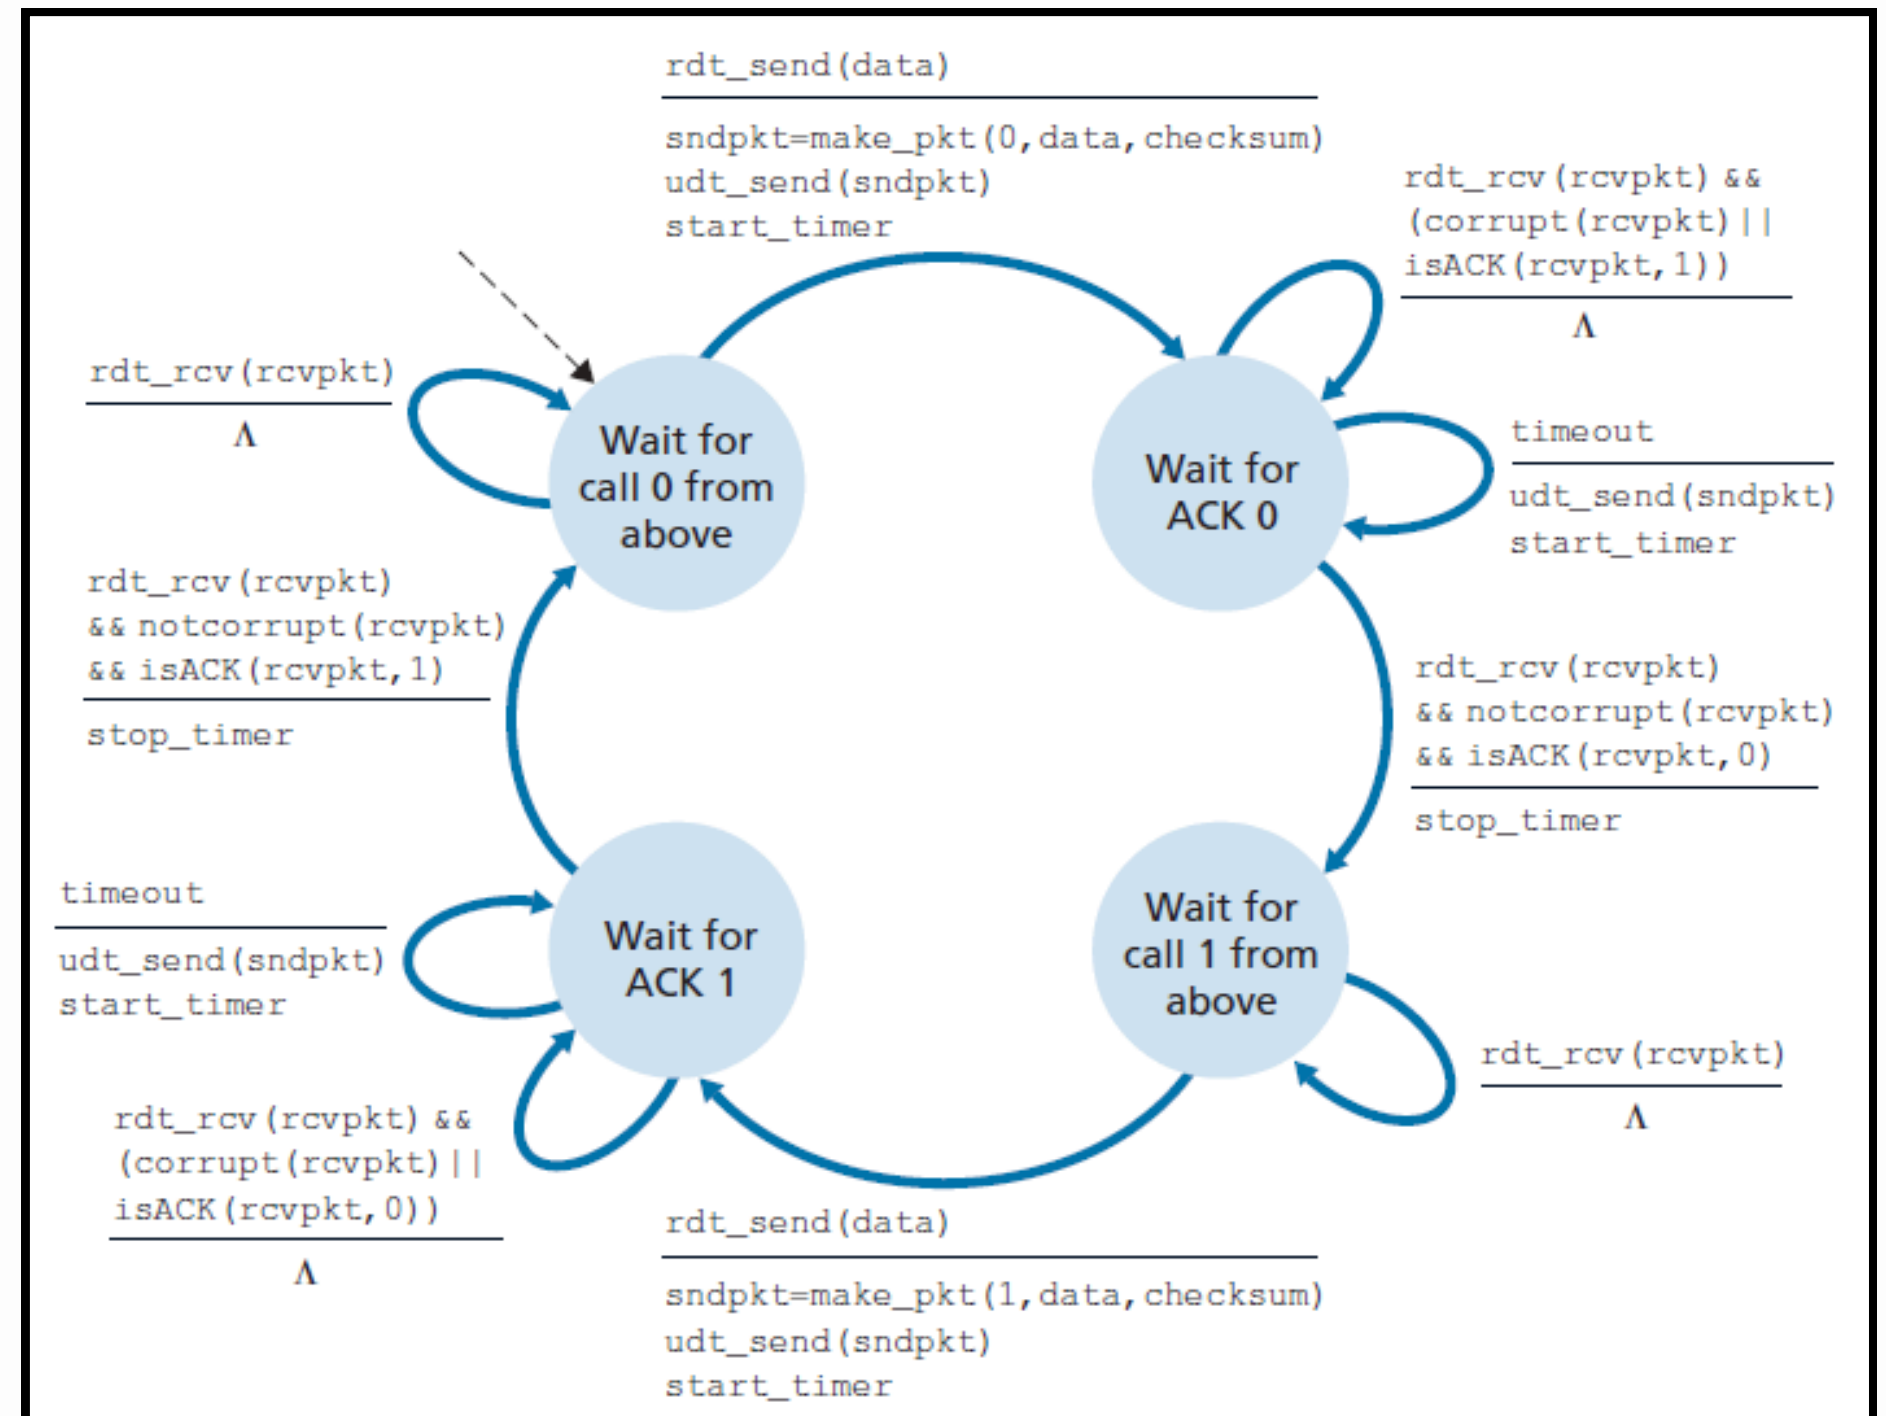 rdt_send(data)
sndpkt=make_pkt(0,data,checksum)
udt_send(sndpkt)
start_timer
rdt_rcv(rcvpkt) &&
(corrupt(rcvpkt)||
isACK(rcvpkt,1))
Λ
rdt_rcv(rcvpkt)
Λ
Wait for
call 0 from
above
Wait for
ACK 0
timeout
udt_send(sndpkt)
start_timer
rdt_rcv(rcvpkt)
&& notcorrupt(rcvpkt)
&& isACK(rcvpkt,1)
stop_timer
rdt_rcv(rcvpkt)
&& notcorrupt(rcvpkt)
&& isACK(rcvpkt,0)
stop_timer
timeout
udt_send(sndpkt)
start_timer
Wait for
ACK 1
Wait for
call 1 from
above
rdt_rcv(rcvpkt)
Λ
rdt_rcv(rcvpkt) &&
(corrupt(rcvpkt)||
isACK(rcvpkt,0))
Λ
rdt_send(data)
sndpkt=make_pkt(1,data,checksum)
udt_send(sndpkt)
start_timer